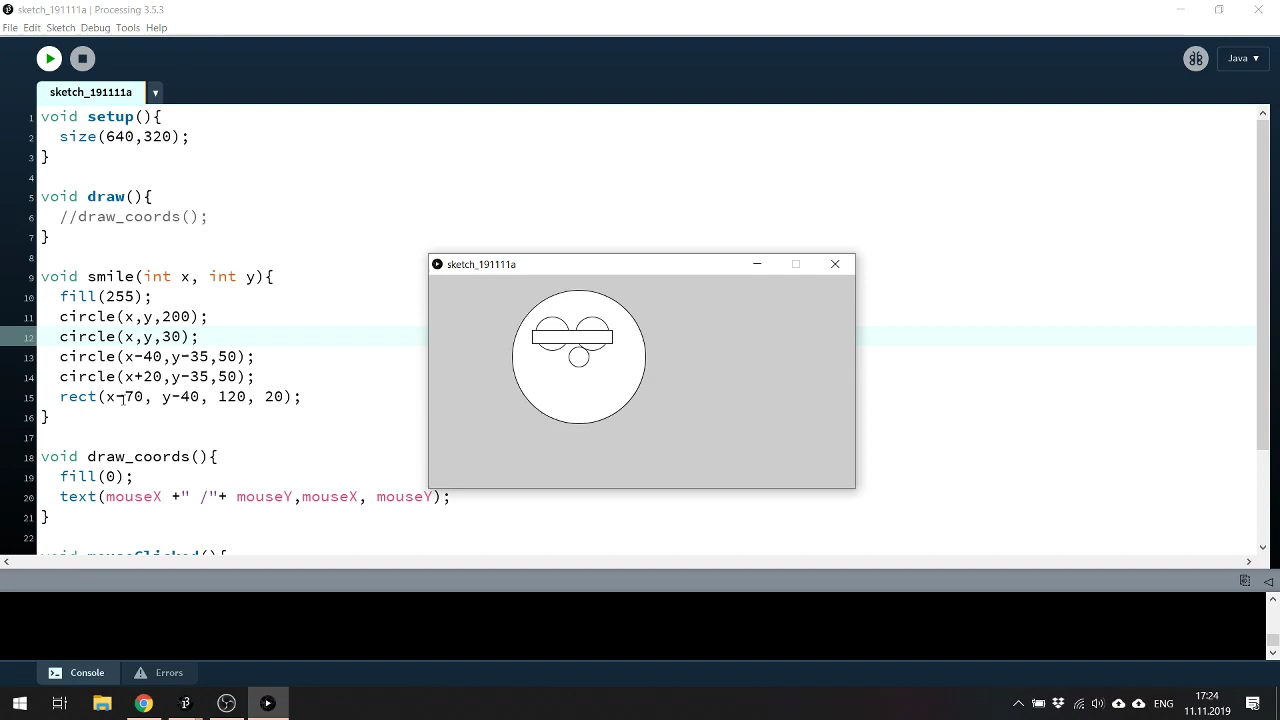 sketch_191111a | Processing 3.5.3
File Edit Sketch Debug Tools Help
Java ▾
sketch_191111a ▾
1 void setup(){
2 size(640,320);
3 }
4
5 void draw(){
6 //draw_coords();
7 }
8
9 void smile(int x, int y){
10 fill(255);
11 circle(x,y,200);
12 circle(x,y,30);
13 circle(x-40,y-35,50);
14 circle(x+20,y-35,50);
15 rect(x-70, y-40, 120, 20);
16 }
17
18 void draw_coords(){
19 fill(0);
20 text(mouseX +" /"+ mouseY,mouseX, mouseY);
21 }
22
void mouseClicked(){
sketch_191111a
Console Errors
ENG
17:24
11.11.2019